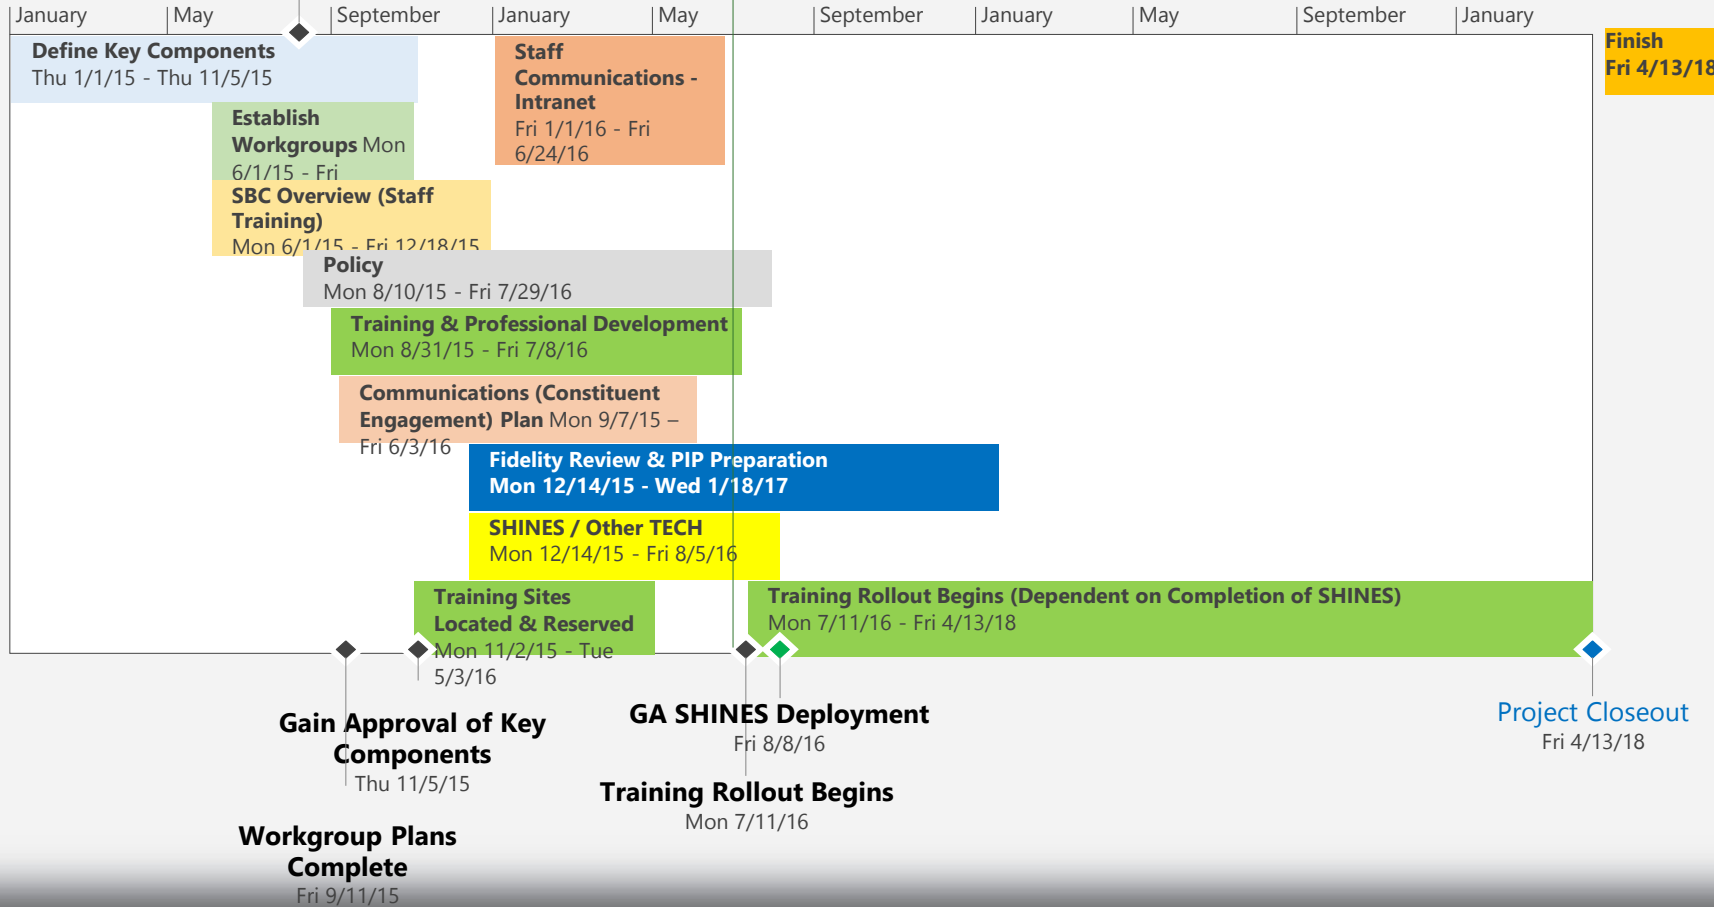 January
May
September
January
May
September
January
May
September
January
Define Key Components
Thu 1/1/15 - Thu 11/5/15
Staff
Communications -
Intranet
Fri 1/1/16 - Fri
6/24/16
Finish
Fri 4/13/18
Establish
Workgroups Mon
6/1/15 - Fri
SBC Overview (Staff
Training)
Mon 6/1/15 - Fri 12/18/15
Policy
Mon 8/10/15 - Fri 7/29/16
Training & Professional Development
Mon 8/31/15 - Fri 7/8/16
Communications (Constituent
Engagement) Plan Mon 9/7/15 –
Fri 6/3/16
Fidelity Review & PIP Preparation
Mon 12/14/15 - Wed 1/18/17
SHINES / Other TECH
Mon 12/14/15 - Fri 8/5/16
Training Sites
Located & Reserved
Mon 11/2/15 - Tue
5/3/16
Training Rollout Begins (Dependent on Completion of SHINES)
Mon 7/11/16 - Fri 4/13/18
Gain Approval of Key
Components
Thu 11/5/15
GA SHINES Deployment
Fri 8/8/16
Project Closeout
Fri 4/13/18
Training Rollout Begins
Mon 7/11/16
Workgroup Plans
Complete
Fri 9/11/15